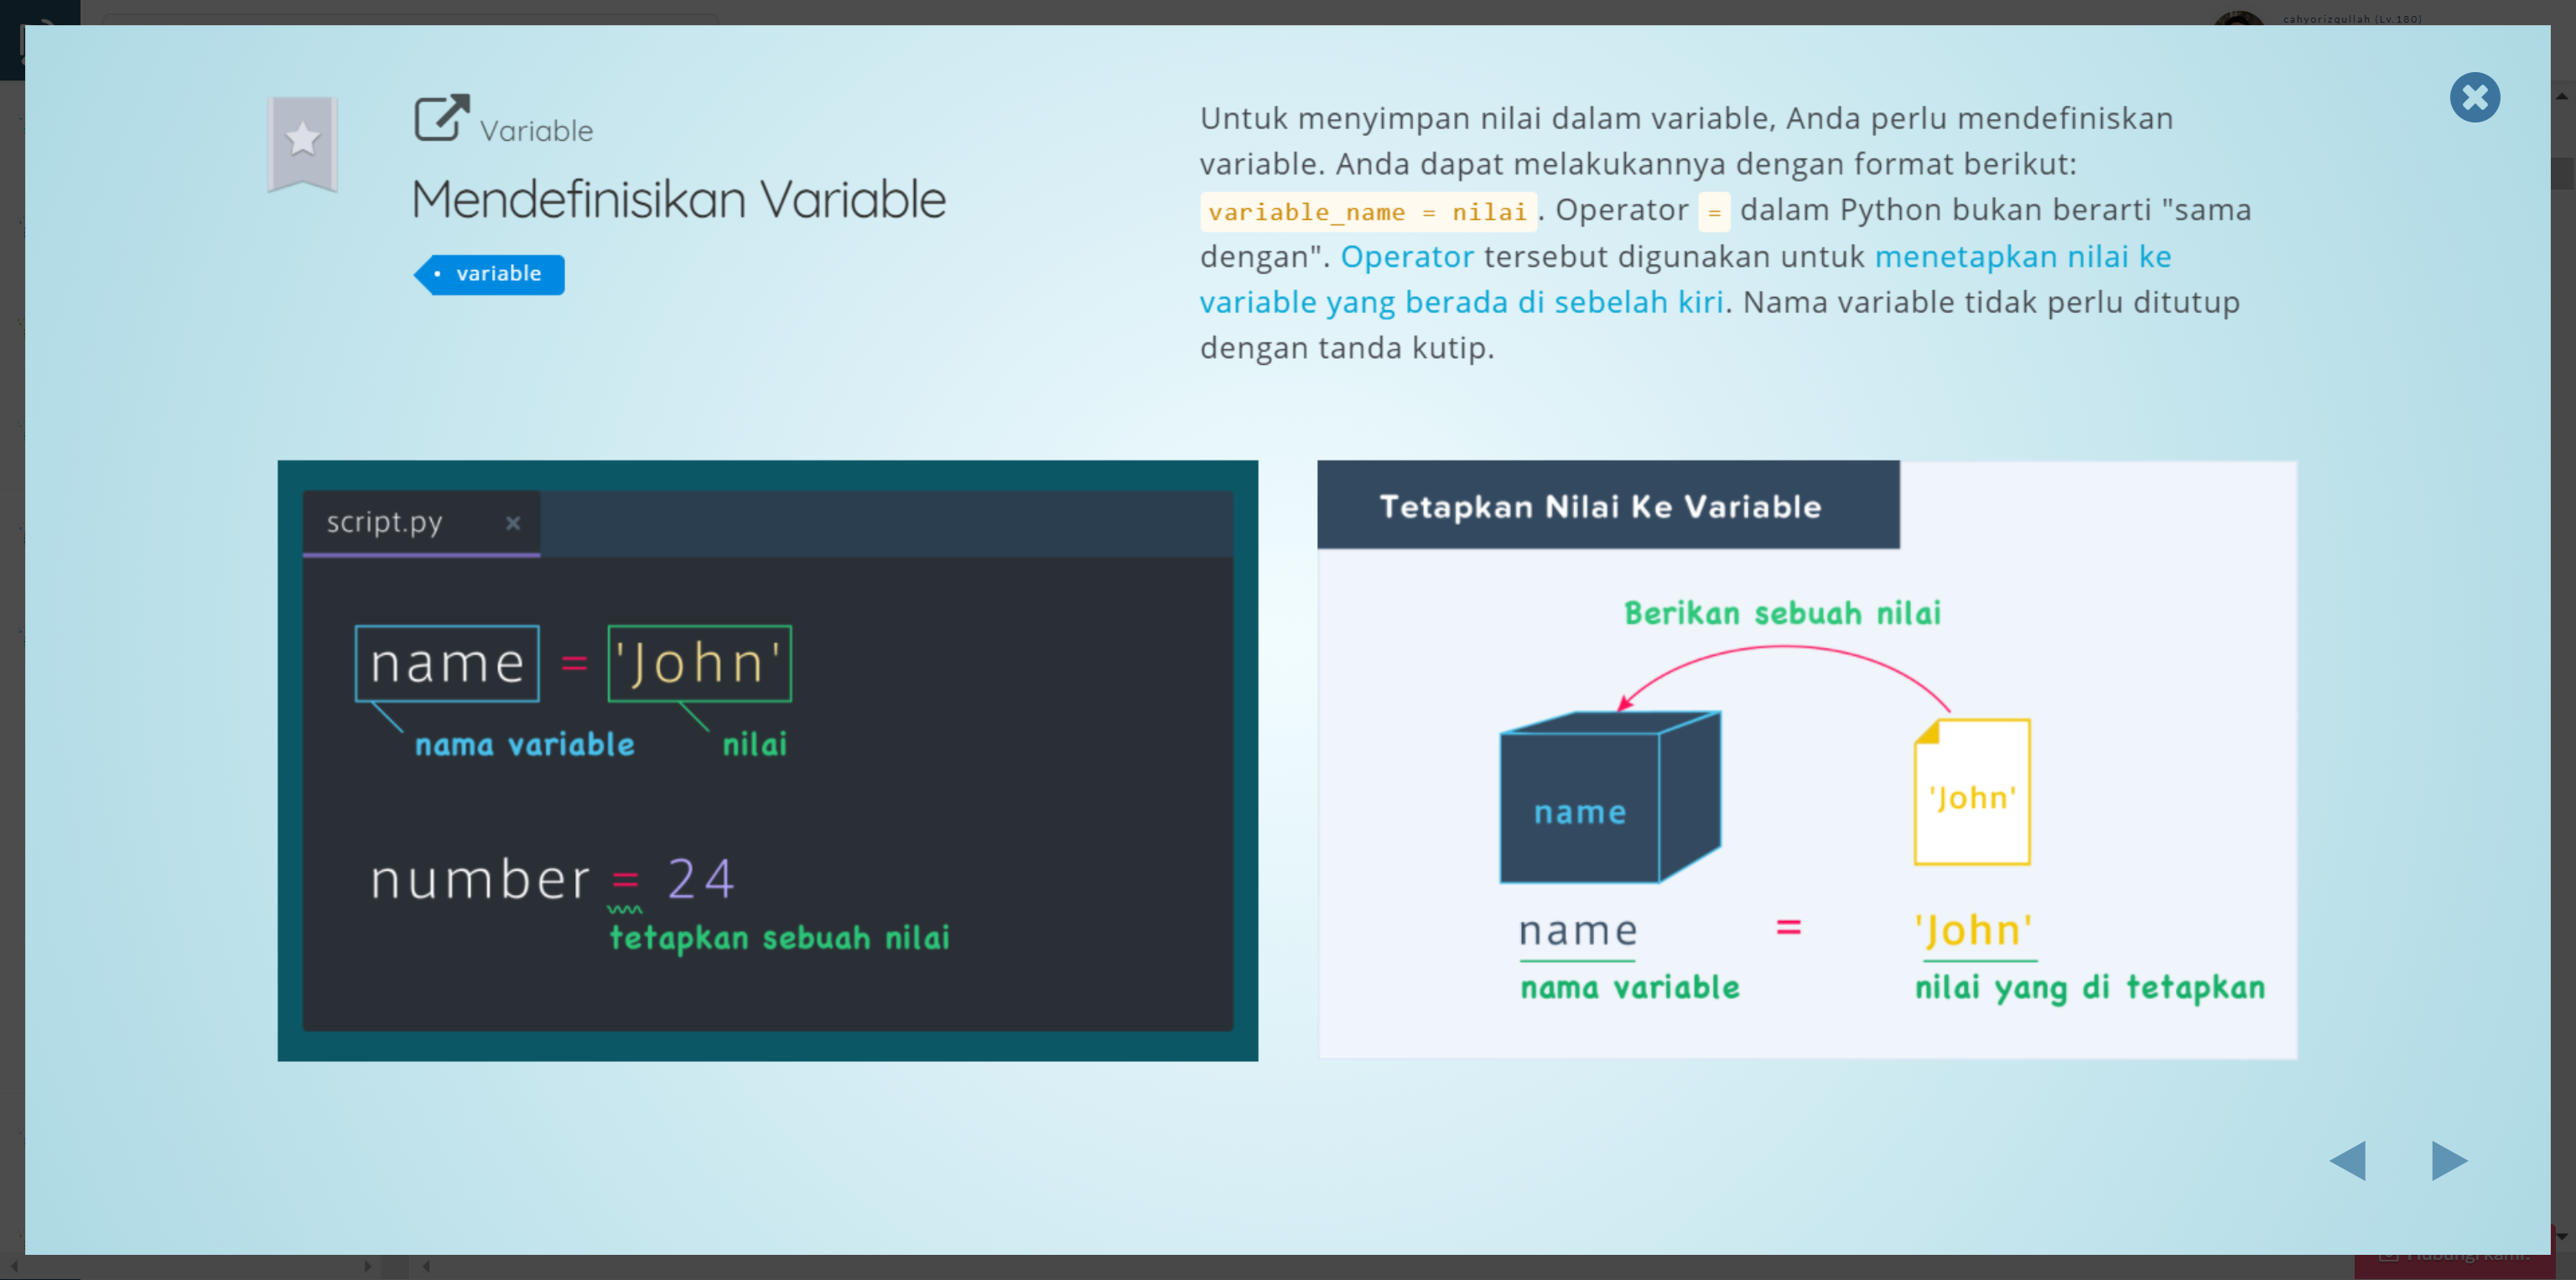 cahyorizqullah (Lv.180)
Variable
Mendefinisikan Variable
• variable
Untuk menyimpan nilai dalam variable, Anda perlu mendefiniskan
variable. Anda dapat melakukannya dengan format berikut:
variable_name = nilai . Operator = dalam Python bukan berarti "sama
dengan". Operator tersebut digunakan untuk menetapkan nilai ke
variable yang berada di sebelah kiri. Nama variable tidak perlu ditutup
dengan tanda kutip.
script.py ×
name = 'John'
nama variable nilai
number = 24
tetapkan sebuah nilai
Tetapkan Nilai Ke Variable
Berikan sebuah nilai
name
'John'
name = 'John'
nama variable nilai yang di tetapkan